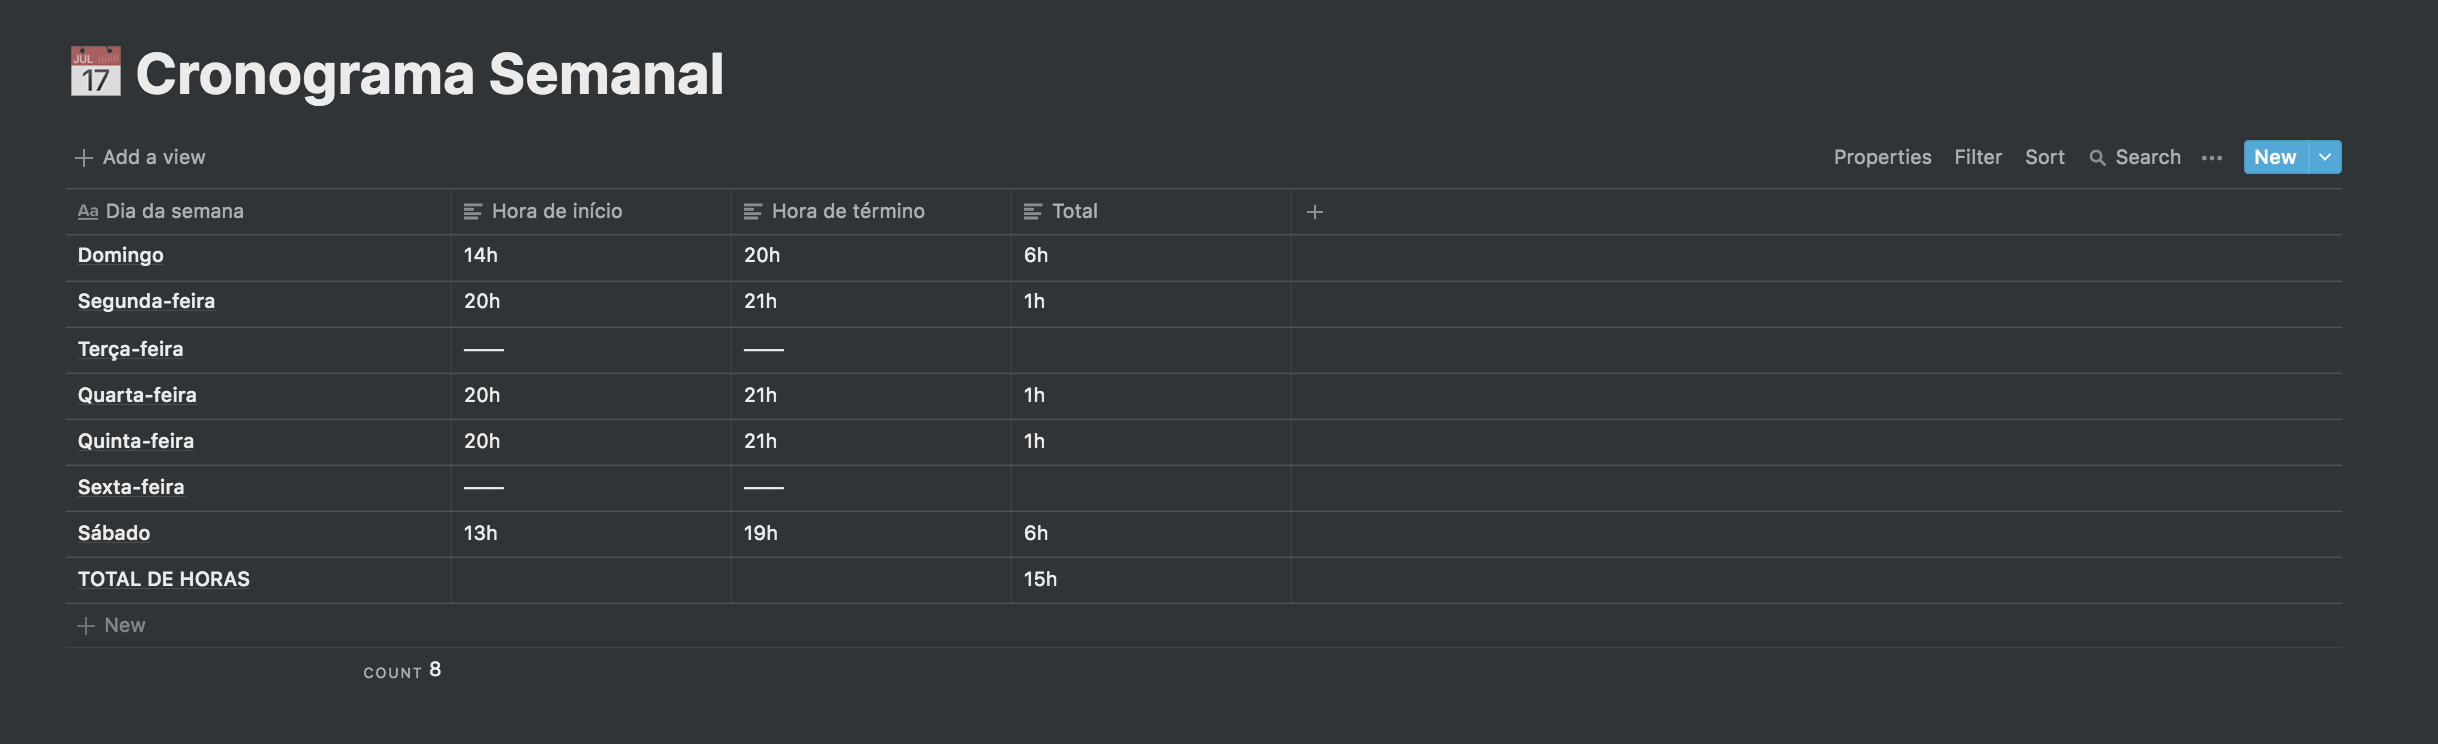 JUL
17
Cronograma Semanal
Add a view
Properties Filter Sort Search ... New
Aa Dia da semana Hora de início Hora de término Total
Domingo 14h 20h 6h
Segunda-feira 20h 21h 1h
Terça-feira —— ——
Quarta-feira 20h 21h 1h
Quinta-feira 20h 21h 1h
Sexta-feira —— ——
Sábado 13h 19h 6h
TOTAL DE HORAS 15h
New
COUNT 8